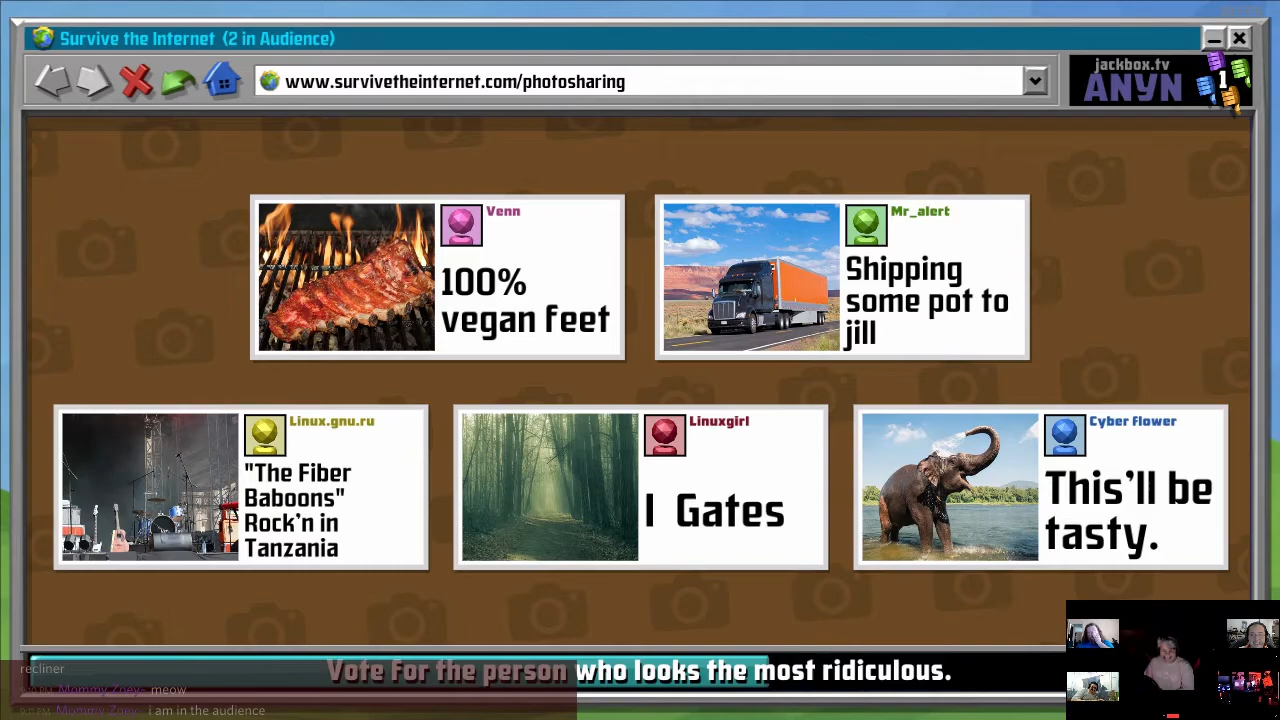 Survive the Internet (2 in Audience)
www.survivetheinternet.com/photosharing
jackbox.tv
ANYN
1
Venn
100%
vegan feet
Mr_alert
Shipping
some pot to
jill
Linux.gnu.ru
"The Fiber
Baboons"
Rock'n in
Tanzania
Linuxgirl
I Gates
Cyber flower
This'll be
tasty.
Vote for the person who looks the most ridiculous.
recliner
Mommy Zoey~ meow
Mommy Zoey~ i am in the audience